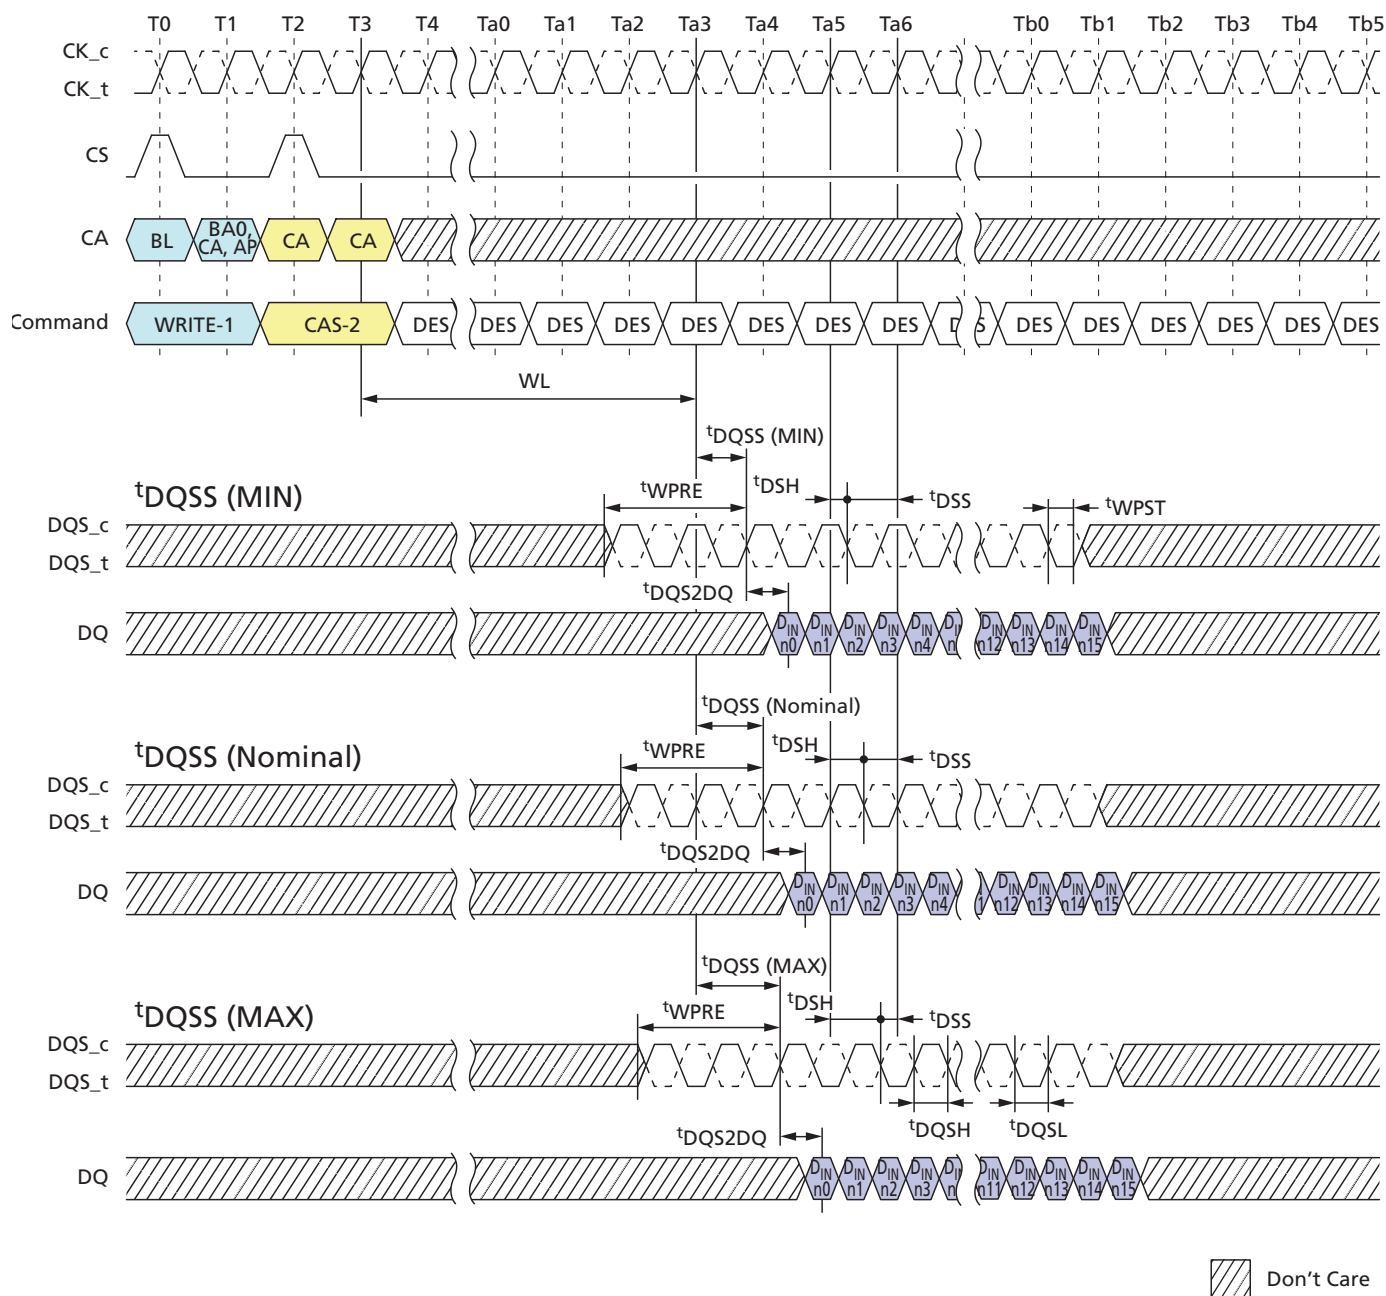 T0 T1 T2 T3 T4 Ta0 Ta1 Ta2 Ta3 Ta4 Ta5 Ta6 Tb0 Tb1 Tb2 Tb3 Tb4 Tb5
CK_c
CK_t
CS
CA BL BA0, CA, AP CA CA
Command WRITE-1 CAS-2 DES DES DES DES DES DES DES DES DES DES DES DES DES DES
WL
tDQSS (MIN)
tDQSS (MIN) tWPRE tDSH tDSS tWPST
DQS_c
DQS_t
tDQS2DQ
DQ DIN n0 DIN n1 DIN n2 DIN n3 DIN n4 DIN n12 DIN n13 DIN n14 DIN n15
tDQSS (Nominal)
tDQSS (Nominal) tWPRE tDSH tDSS
DQS_c
DQS_t
tDQS2DQ
DQ DIN n0 DIN n1 DIN n2 DIN n3 DIN n4 DIN n12 DIN n13 DIN n14 DIN n15
tDQSS (MAX)
tDQSS (MAX) tWPRE tDSH tDSS
DQS_c
DQS_t
tDQSH tDQSL
tDQS2DQ
DQ DIN n0 DIN n1 DIN n2 DIN n3 DIN n11 DIN n12 DIN n13 DIN n14 DIN n15
Don't Care